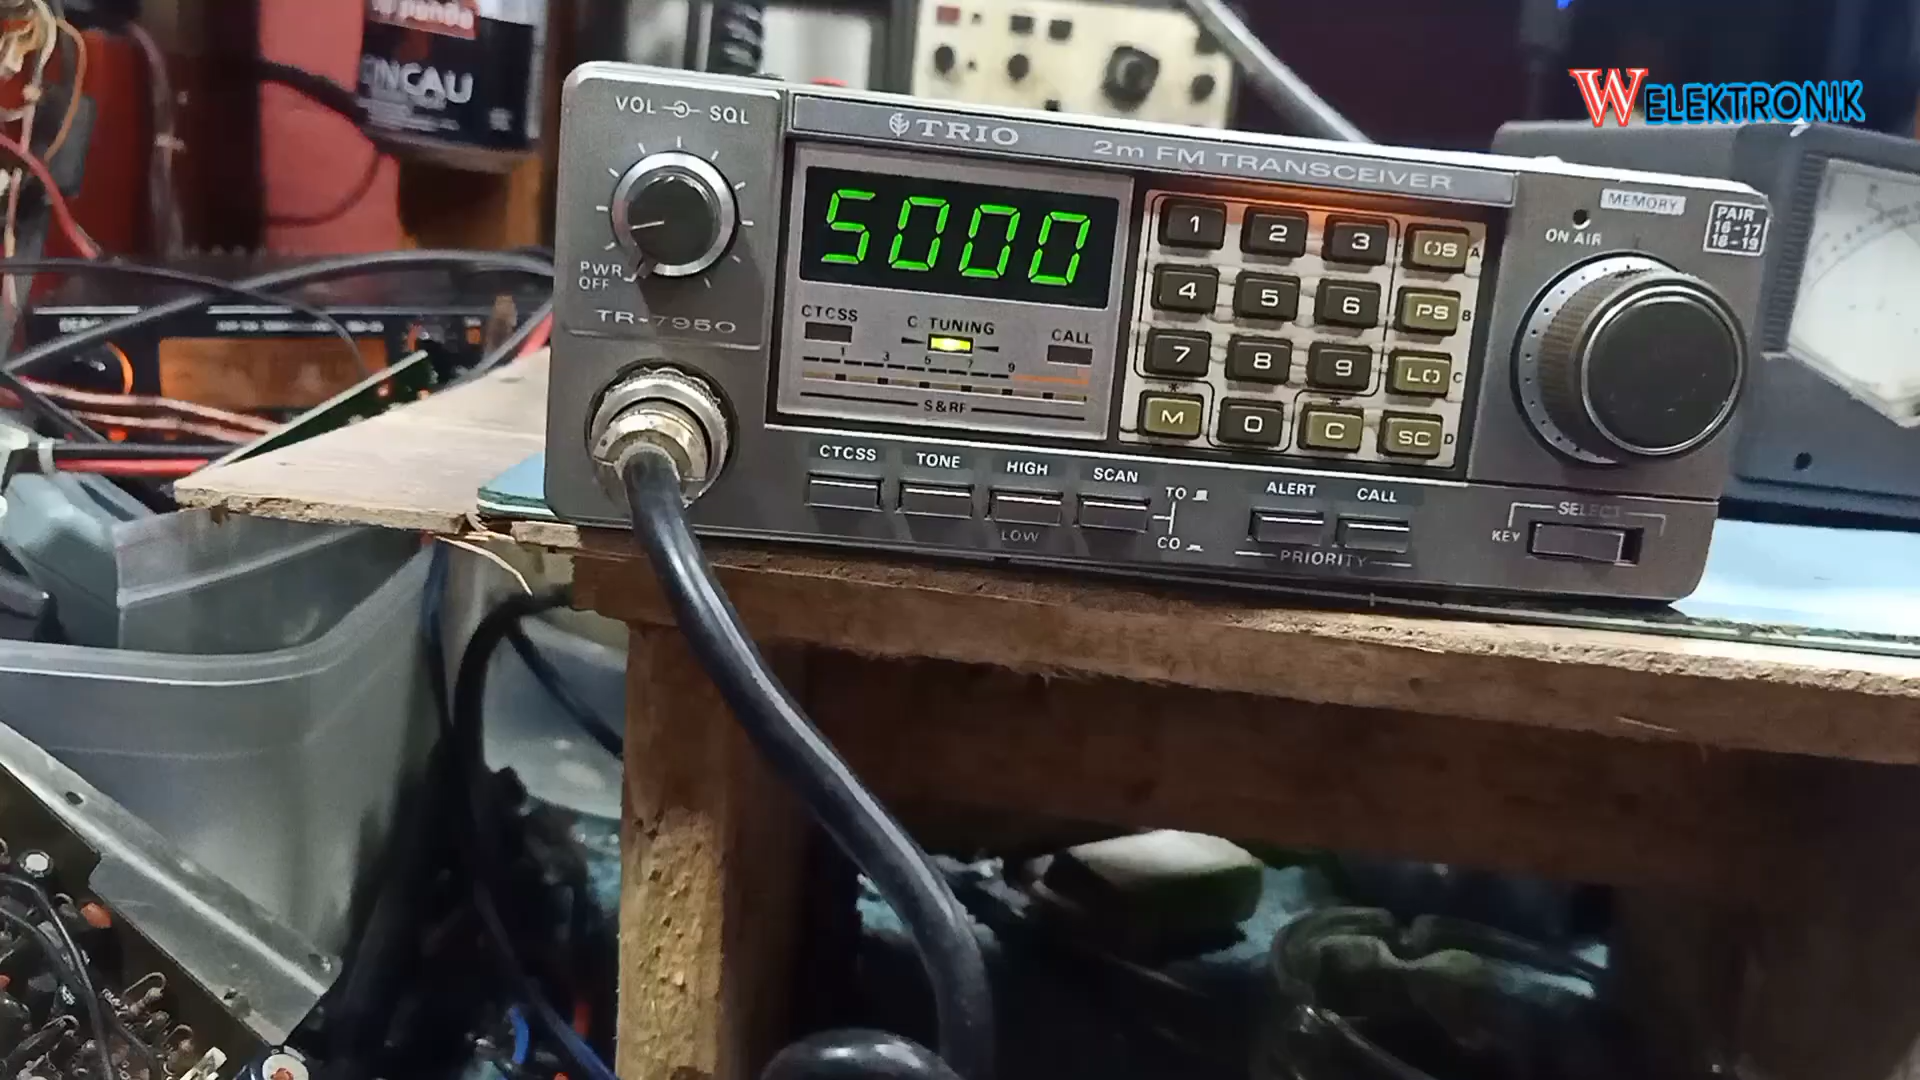 panda
INCAU
WELEKTRONIK
VOL SQL
PWR
OFF
TR-7950
TRIO
2m FM TRANSCEIVER
5000
CTCSS
C. TUNING
CALL
1 3 5 7 9
S&RF
1 2 3 OS A
4 5 6 PS B
7 8 9 LO C
* #
M 0 C SC D
MEMORY
ON AIR
PAIR
16-17
18-19
CTCSS TONE HIGH SCAN
LOW
TO
CO
ALERT CALL
PRIORITY
SELECT
KEY